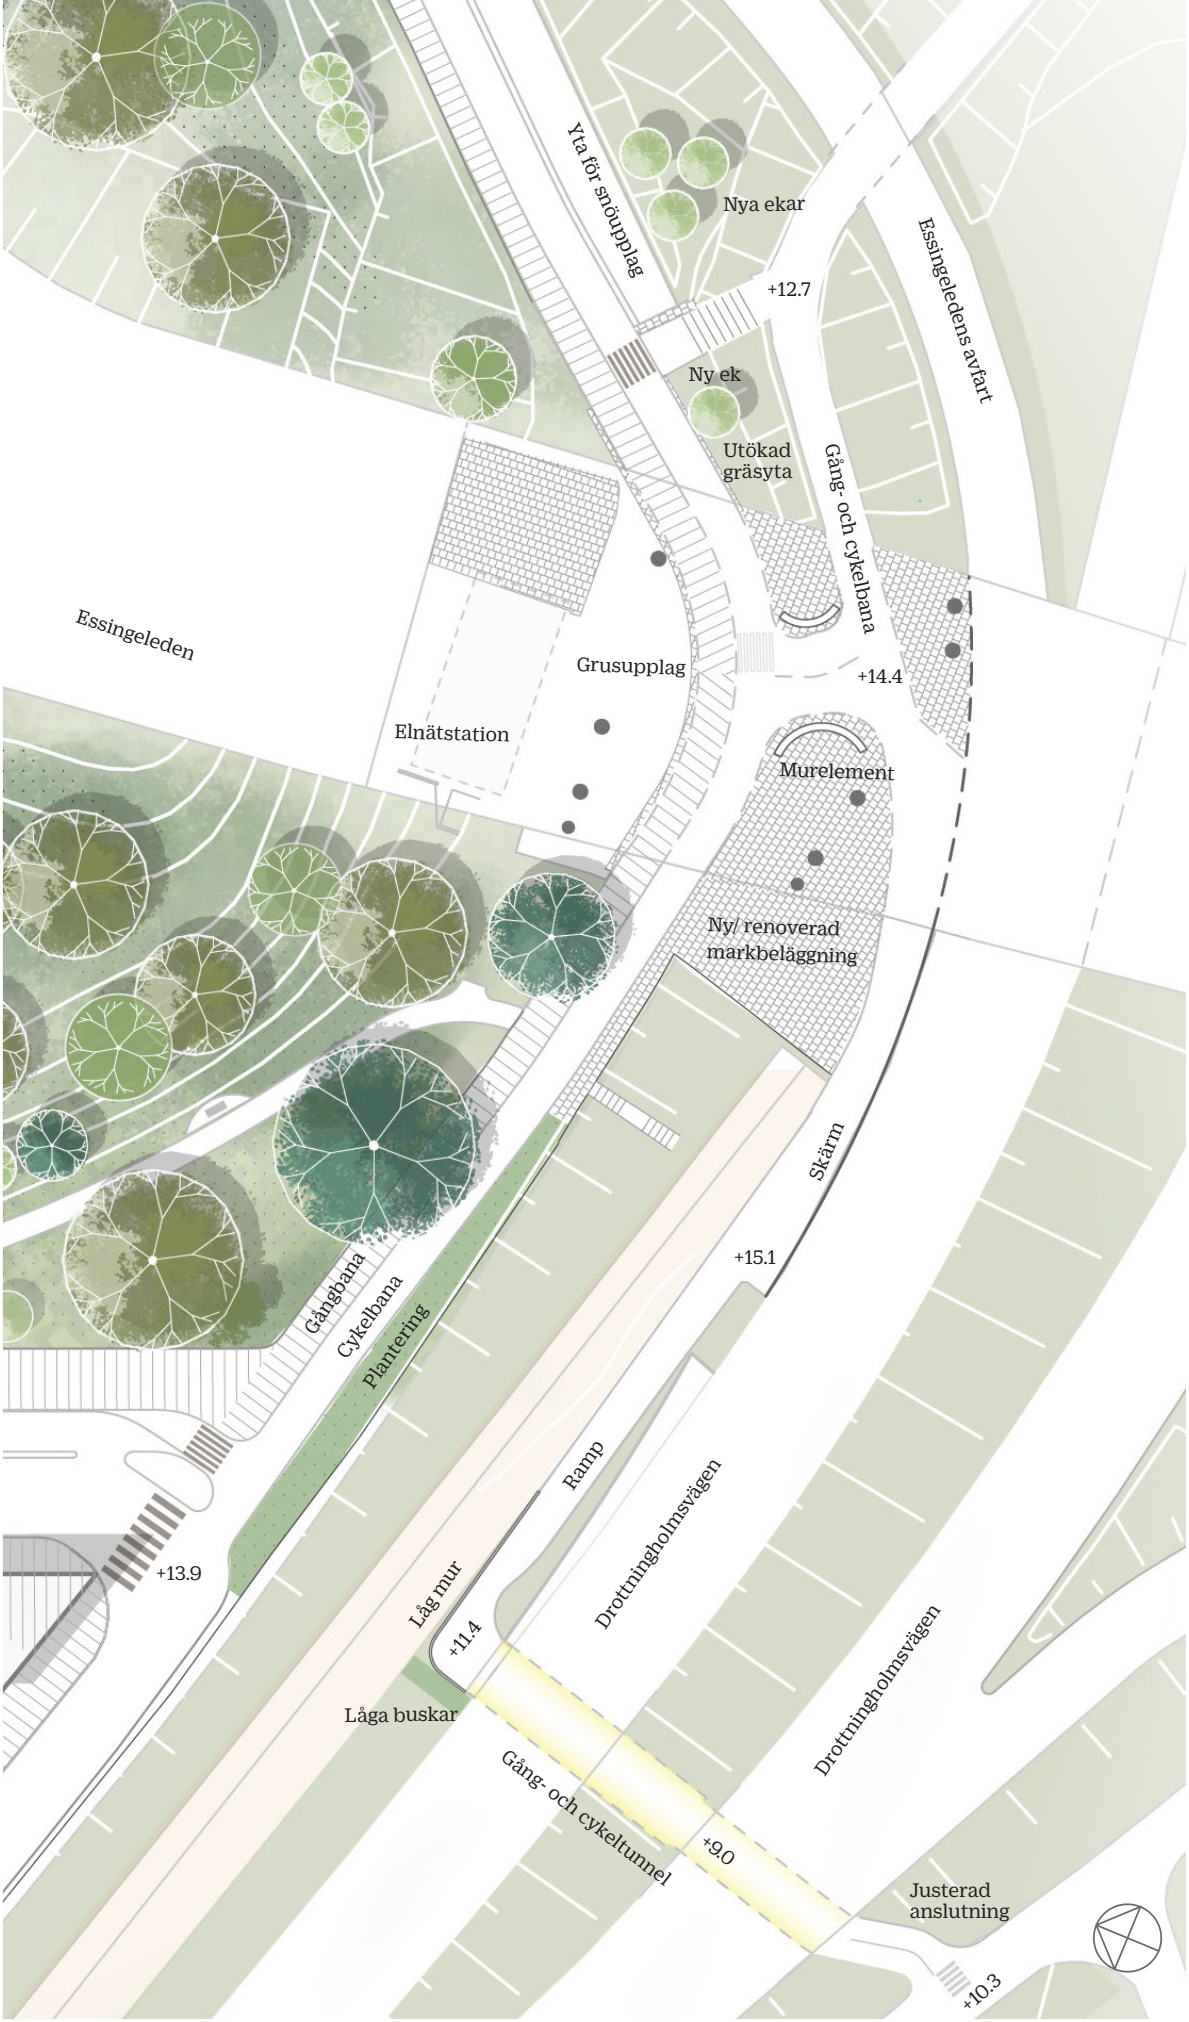 Yta för snöupplag
Nya ekar
Essingeledens avfart
+12.7
Ny ek
Utökad
gräsyta
Gång- och cykelbana
Essingeleden
Grusupplag
+14.4
Elnätstation
Murelement
Ny/ renoverad
markbeläggning
Skärm
+15.1
Gångbana
Cykelbana
Plantering
Ramp
Drottningholmsvägen
+13.9
Låg mur
+11.4
Låga buskar
Drottningholmsvägen
Gång- och cykeltunnel
+9.0
Justerad
anslutning
+10.3